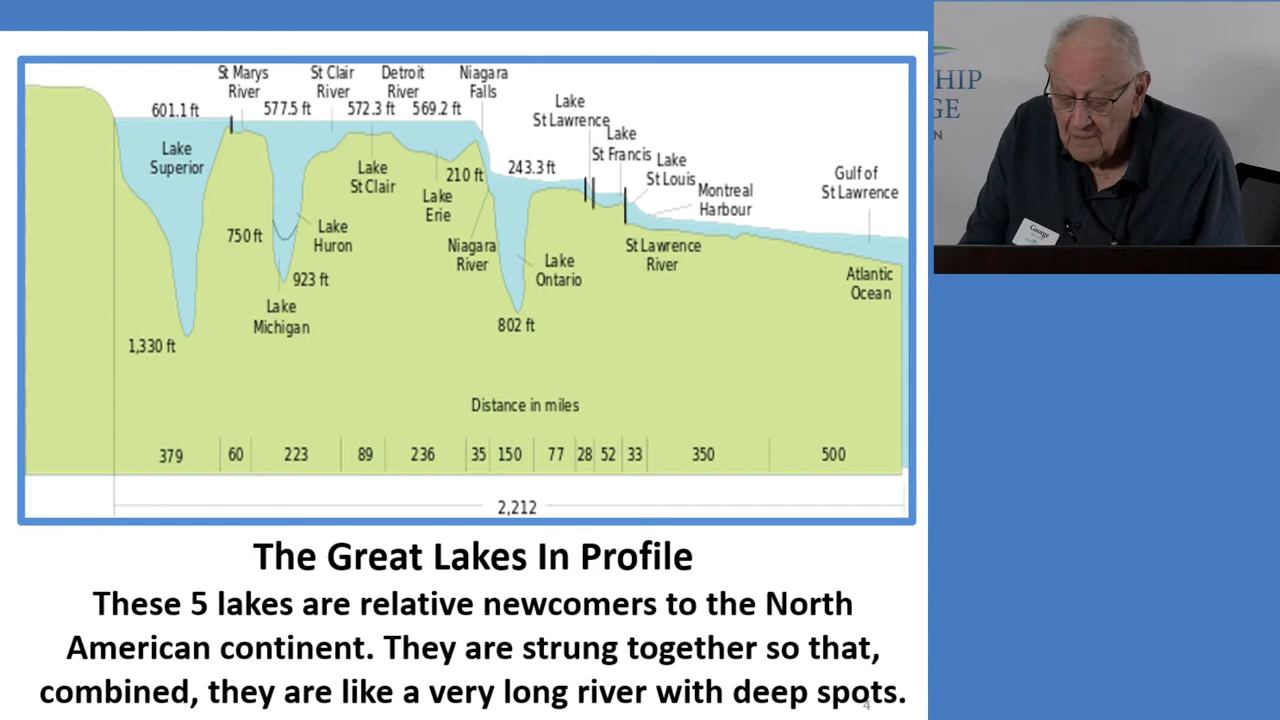 St Marys
River
St Clair
River
Detroit
River
Niagara
Falls
601.1 ft
577.5 ft
572.3 ft
569.2 ft
Lake
St Lawrence
Lake
St Francis
Lake
St Louis
Montreal
Harbour
Gulf of
St Lawrence
Lake
Superior
Lake
St Clair
210 ft
243.3 ft
Lake
Erie
750 ft
Lake
Huron
Niagara
River
Lake
Ontario
St Lawrence
River
923 ft
Lake
Michigan
Atlantic
Ocean
802 ft
1,330 ft
Distance in miles
379 60 223 89 236 35 150 77 28 52 33 350 500
2,212
The Great Lakes In Profile
These 5 lakes are relative newcomers to the North
American continent. They are strung together so that,
combined, they are like a very long river with deep spots.
4
HIP
GE
N
George